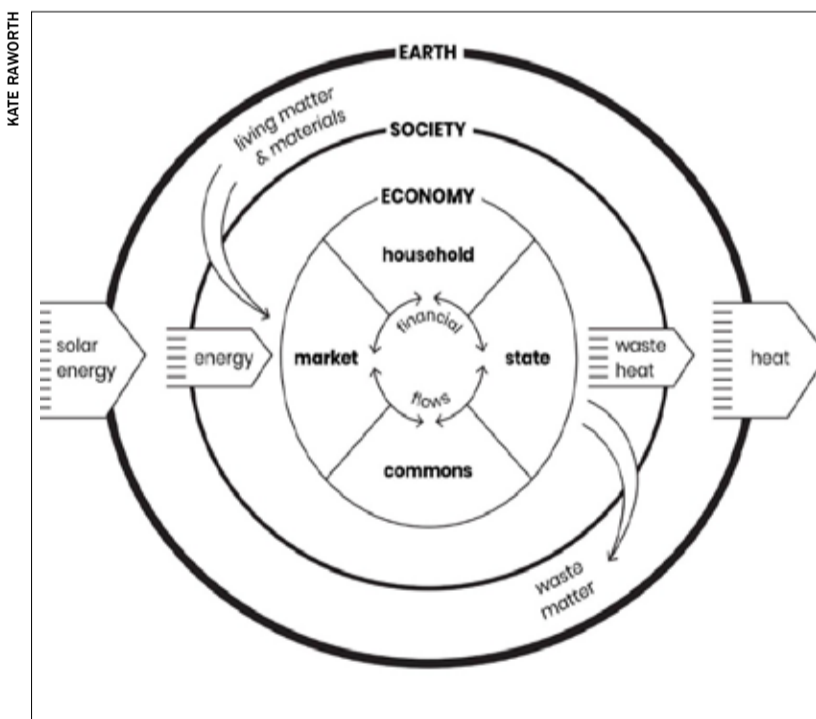 KATE RAWORTH
EARTH
living matter
& materials
SOCIETY
ECONOMY
household
financial
solar
energy
energy
market
state
waste
heat
heat
flows
commons
waste
matter